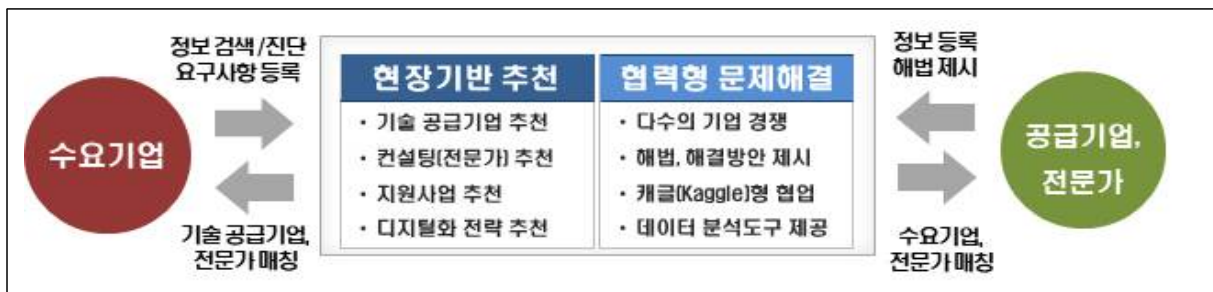 정보 검색/진단
요구사항 등록
수요기업
기술 공급기업,
전문가 매칭
현장기반 추천
• 기술 공급기업 추천
• 컨설팅(전문가) 추천
• 지원사업 추천
• 디지털화 전략 추천
협력형 문제해결
• 다수의 기업 경쟁
• 해법, 해결방안 제시
• 캐글(Kaggle)형 협업
• 데이터 분석도구 제공
정보 등록
해법 제시
공급기업,
전문가
수요기업,
전문가 매칭